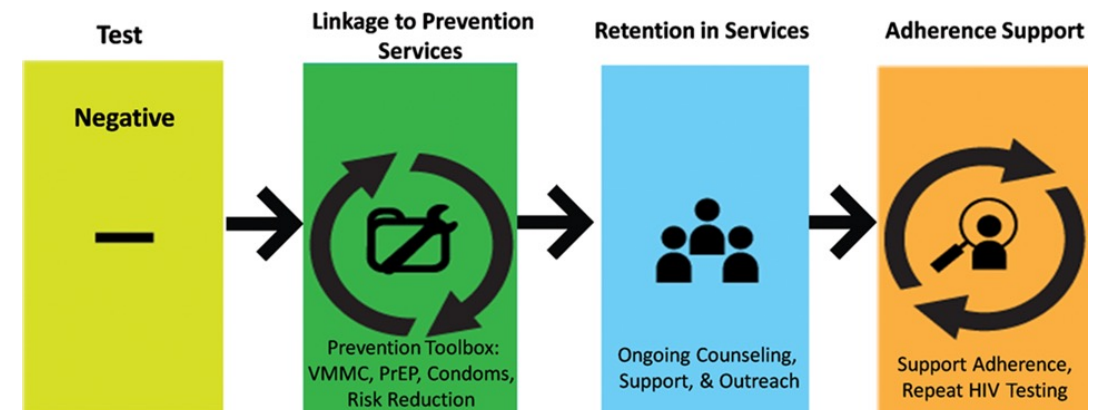 Test
Negative
Linkage to Prevention
Services
Prevention Toolbox:
VMMC, PrEP, Condoms,
Risk Reduction
Retention in Services
Ongoing Counseling,
Support, & Outreach
Adherence Support
Support Adherence,
Repeat HIV Testing